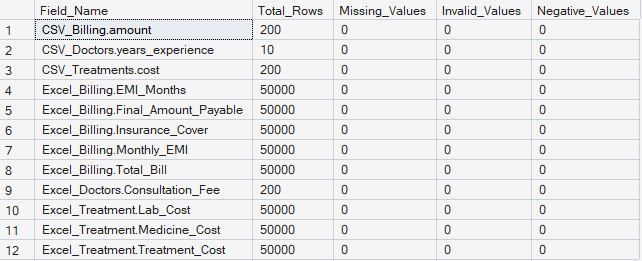 Field_Name Total_Rows Missing_Values Invalid_Values Negative_Values
1 CSV_Billing.amount 200 0 0 0
2 CSV_Doctors.years_experience 10 0 0 0
3 CSV_Treatments.cost 200 0 0 0
4 Excel_Billing.EMI_Months 50000 0 0 0
5 Excel_Billing.Final_Amount_Payable 50000 0 0 0
6 Excel_Billing.Insurance_Cover 50000 0 0 0
7 Excel_Billing.Monthly_EMI 50000 0 0 0
8 Excel_Billing.Total_Bill 50000 0 0 0
9 Excel_Doctors.Consultation_Fee 200 0 0 0
10 Excel_Treatment.Lab_Cost 50000 0 0 0
11 Excel_Treatment.Medicine_Cost 50000 0 0 0
12 Excel_Treatment.Treatment_Cost 50000 0 0 0